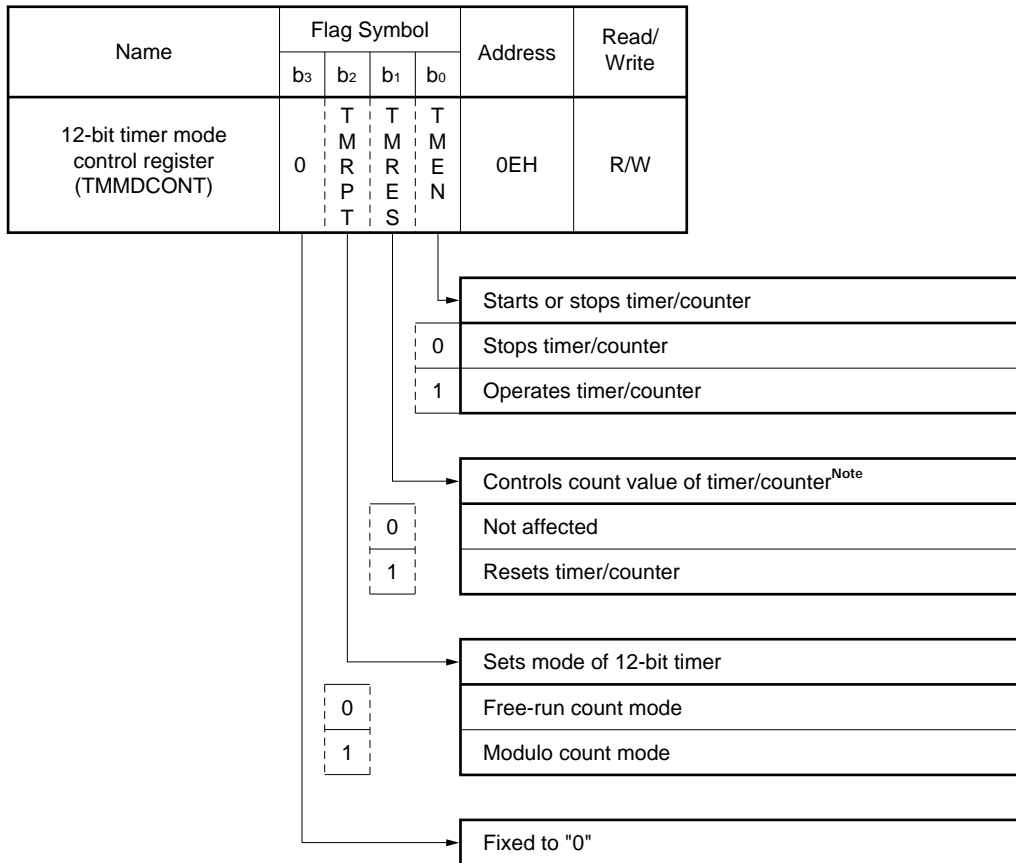 Name
Flag Symbol
Address
Read/
Write
b3 b2 b1 b0
12-bit timer mode
control register
(TMMDCONT)
0
T
M
R
P
T
T
M
R
E
S
T
M
E
N
0EH
R/W
Starts or stops timer/counter
0 Stops timer/counter
1 Operates timer/counter
Controls count value of timer/counterNote
0 Not affected
1 Resets timer/counter
Sets mode of 12-bit timer
0 Free-run count mode
1 Modulo count mode
Fixed to "0"